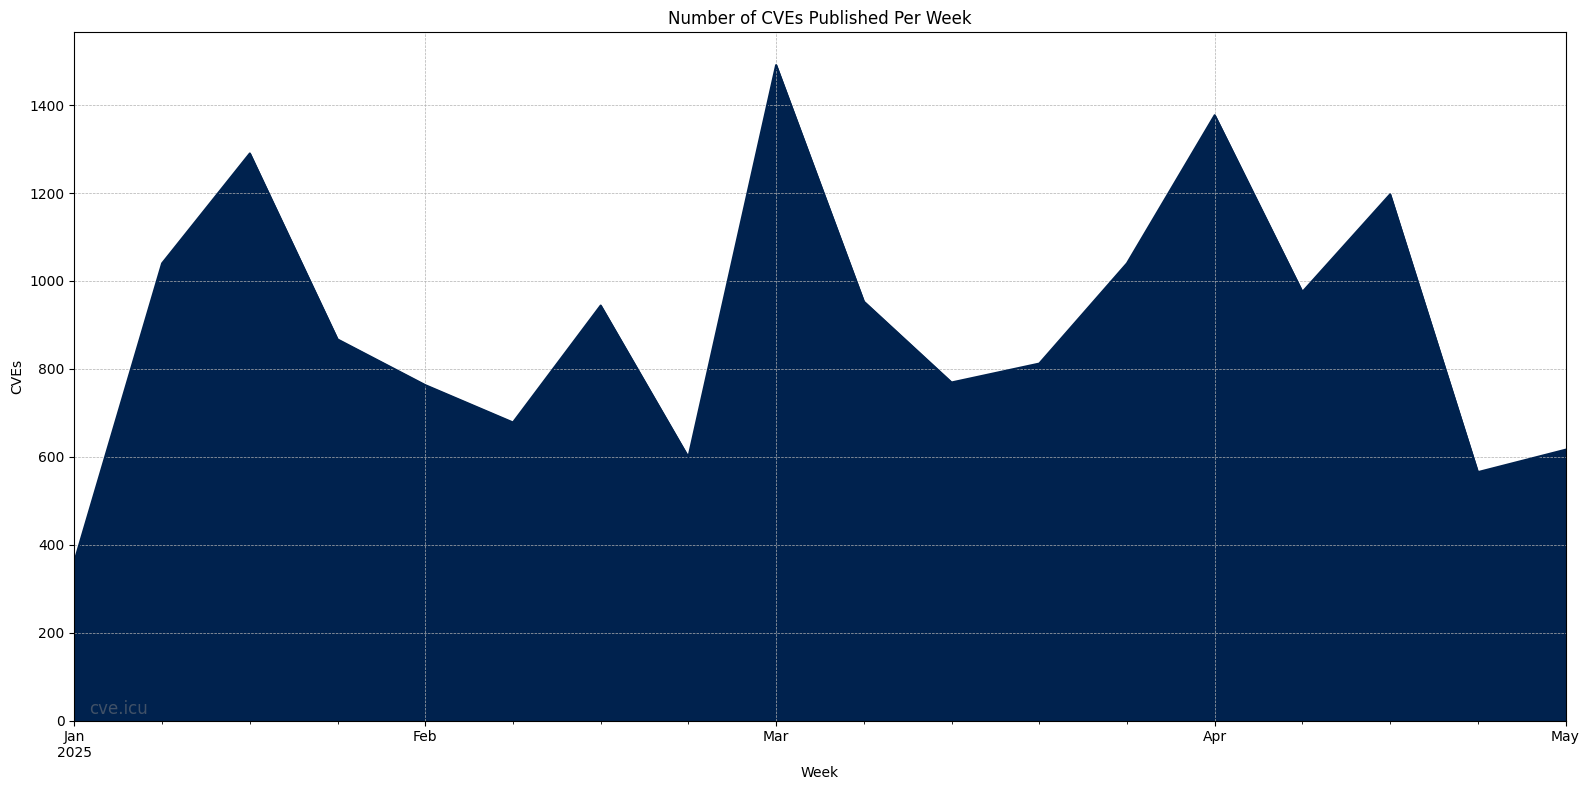 Number of CVEs Published Per Week
1400
1200
1000
800
600
400
200
0
CVEs
cve.icu
Jan Feb Mar Apr May
2025
Week